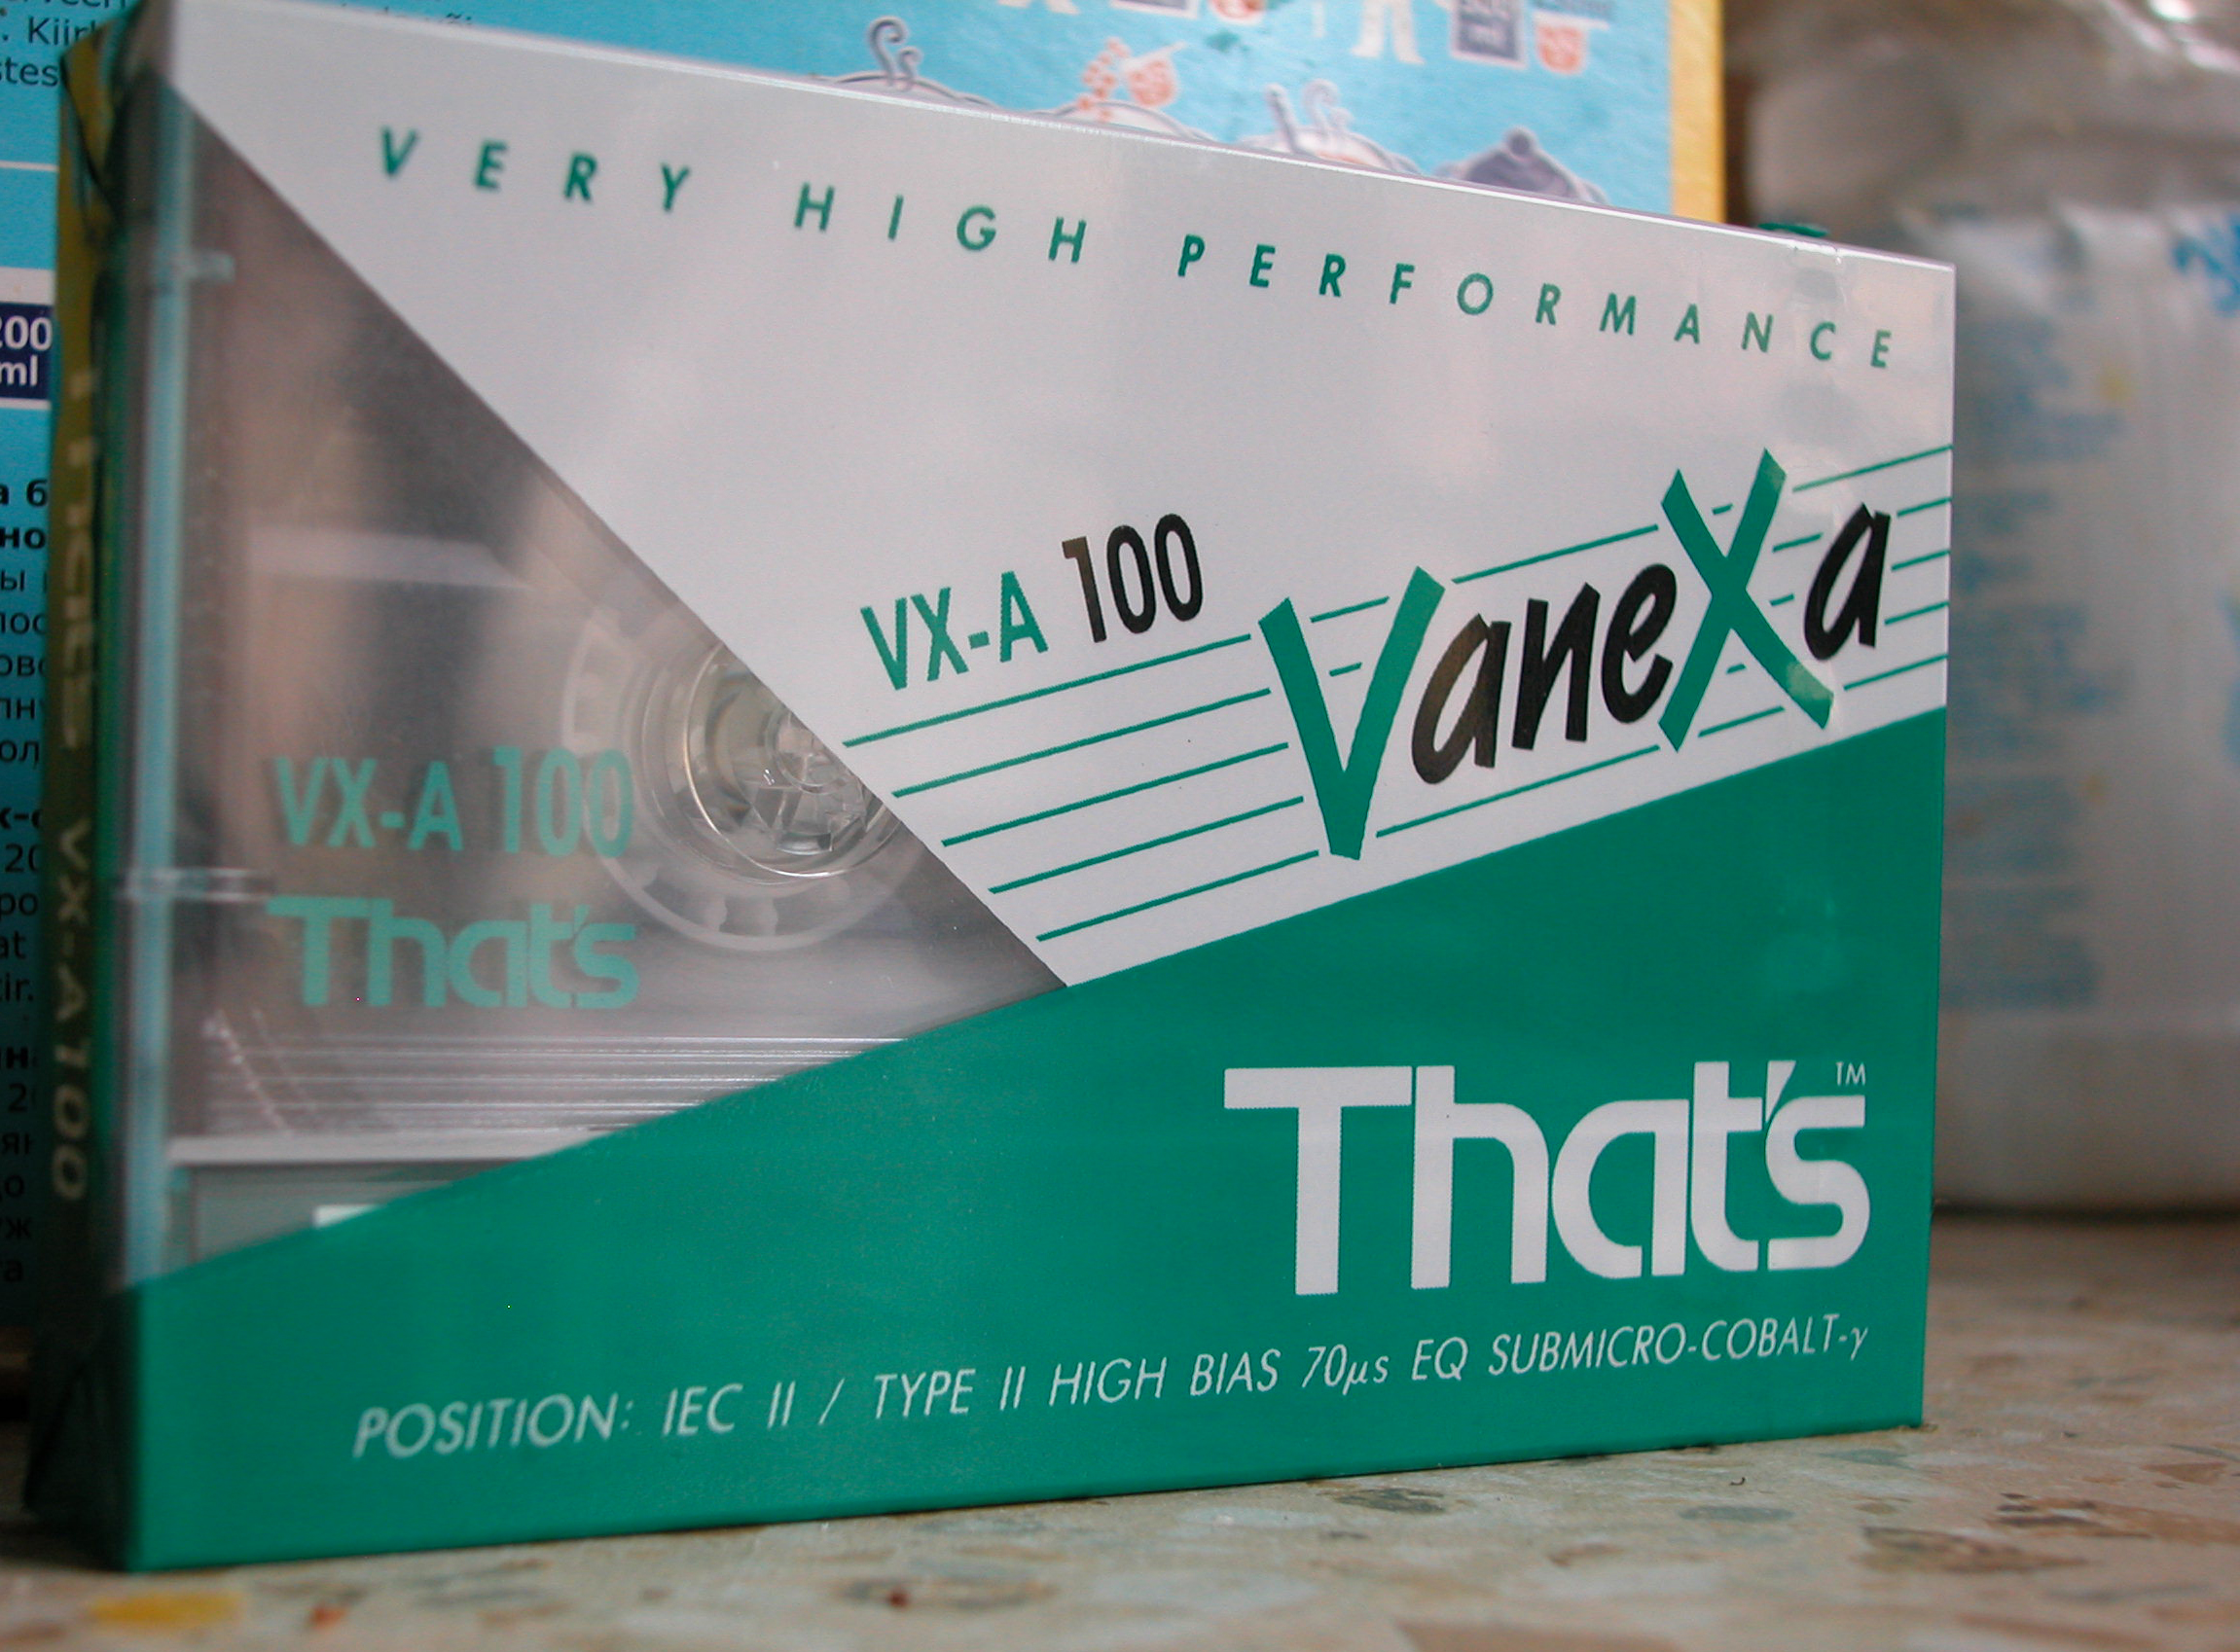 VERY HIGH PERFORMANCE
VX-A 100
VaneXa
VX-A 100
That's
That's™
POSITION: IEC II / TYPE II HIGH BIAS 70μs EQ SUBMICRO-COBALT-γ
That's VX-A 100
200
ml